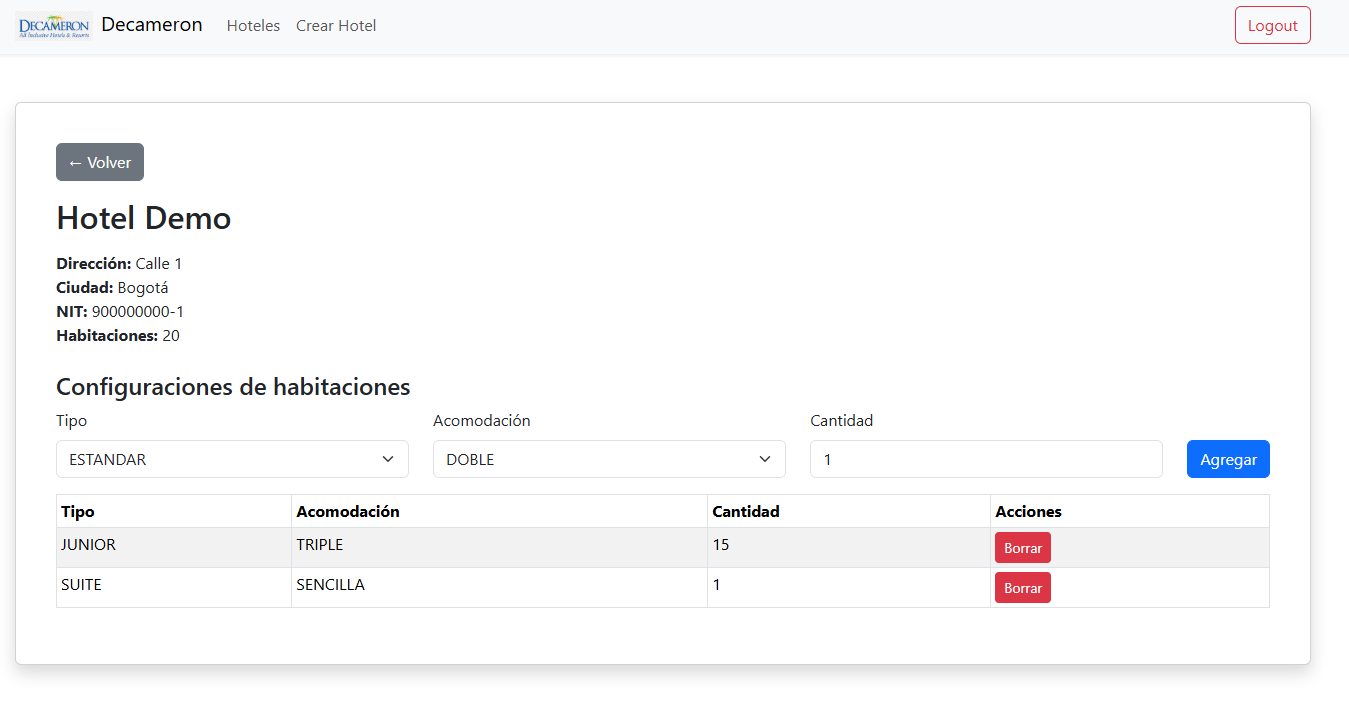 DECAMERON
All Inclusive Hotels & Resorts
Decameron Hoteles Crear Hotel Logout
← Volver
Hotel Demo
Dirección: Calle 1
Ciudad: Bogotá
NIT: 900000000-1
Habitaciones: 20
Configuraciones de habitaciones
Tipo Acomodación Cantidad
ESTANDAR DOBLE 1 Agregar
Tipo Acomodación Cantidad Acciones
JUNIOR TRIPLE 15 Borrar
SUITE SENCILLA 1 Borrar